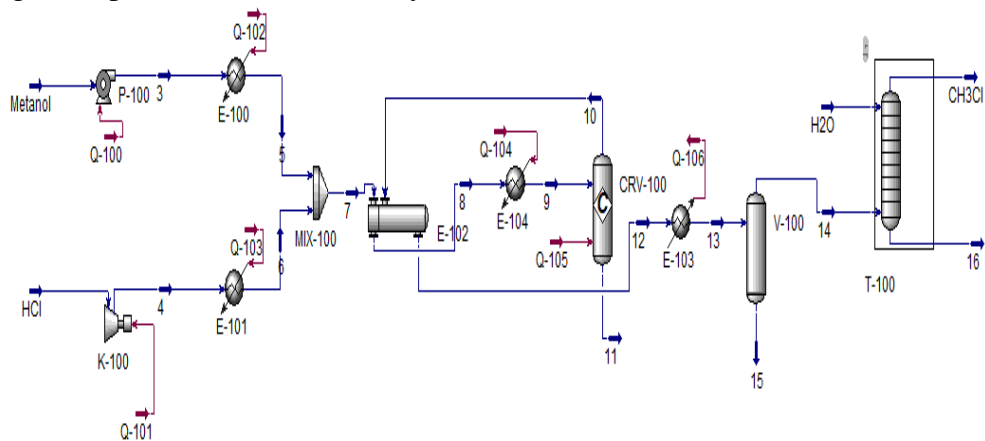 Q-102
P-100
3
E-100
Metanol
Q-100
5
10
CH3Cl
H2O
Q-104
Q-106
7
8
9
CRV-100
MIX-100
E-104
V-100
14
E-102
12
13
Q-103
6
Q-105
E-103
16
T-100
HCl
4
E-101
K-100
11
15
Q-101